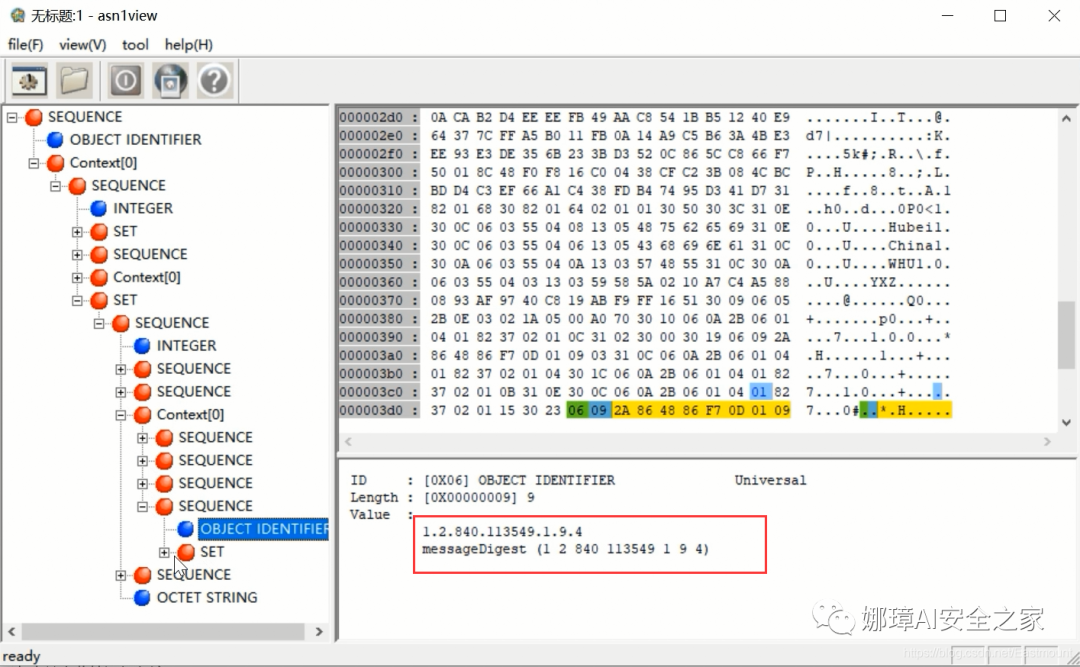 无标题:1 - asn1view
file(F) view(V) tool help(H)
SEQUENCE
OBJECT IDENTIFIER
Context[0]
SEQUENCE
INTEGER
SET
SEQUENCE
Context[0]
SET
SEQUENCE
INTEGER
SEQUENCE
SEQUENCE
Context[0]
SEQUENCE
SEQUENCE
SEQUENCE
SEQUENCE
OBJECT IDENTIFIER
SET
SEQUENCE
OCTET STRING
000002d0 : 0A CA B2 D4 EE EE FB 49 AA C8 54 1B B5 12 40 E9 .......I..T...@.
000002e0 : 64 37 7C FF A5 B0 11 FB 0A 14 A9 C5 B6 3A 4B E3 d7|..........:K.
000002f0 : EE 93 E3 DE 35 6B 23 3B D3 52 0C 86 5C C8 66 F7 ....5k#;.R..\.f.
00000300 : 50 01 8C 48 F0 F8 16 C0 04 38 CF C2 3B 08 4C BC P..H.....8..;.L.
00000310 : BD D4 C3 EF 66 A1 C4 38 FD B4 74 95 D3 41 D7 31 ....f..8..t..A.1
00000320 : 82 01 68 30 82 01 64 02 01 01 30 50 30 3C 31 0E ..h0..d...0P0<1.
00000330 : 30 0C 06 03 55 04 08 13 05 48 75 62 65 69 31 0E 0...U....Hubei1.
00000340 : 30 0C 06 03 55 04 06 13 05 43 68 69 6E 61 31 0C 0...U....China1.
00000350 : 30 0A 06 03 55 04 0A 13 03 57 48 55 31 0C 30 0A 0...U....WHU1.0.
00000360 : 06 03 55 04 03 13 03 59 58 5A 02 10 A7 C4 A5 88 ..U....YXZ......
00000370 : 08 93 AF 97 40 C8 19 AB F9 FF 16 51 30 09 06 05 ....@......Q0...
00000380 : 2B 0E 03 02 1A 05 00 A0 70 30 10 06 0A 2B 06 01 +.......p0...+..
00000390 : 04 01 82 37 02 01 0C 31 02 30 00 30 19 06 09 2A ...7...1.0.0...*
000003a0 : 86 48 86 F7 0D 01 09 03 31 0C 06 0A 2B 06 01 04 .H......1...+...
000003b0 : 01 82 37 02 01 04 30 1C 06 0A 2B 06 01 04 01 82 ..7...0...+.....
000003c0 : 37 02 01 0B 31 0E 30 0C 06 0A 2B 06 01 04 01 82 7...1.0...+.....
000003d0 : 37 02 01 15 30 23 06 09 2A 86 48 86 F7 0D 01 09 7...0#..*.H.....
ID : [0X06] OBJECT IDENTIFIER Universal
Length : [0X00000009] 9
Value :
1.2.840.113549.1.9.4
messageDigest (1 2 840 113549 1 9 4)
娜璋AI安全之家
ready